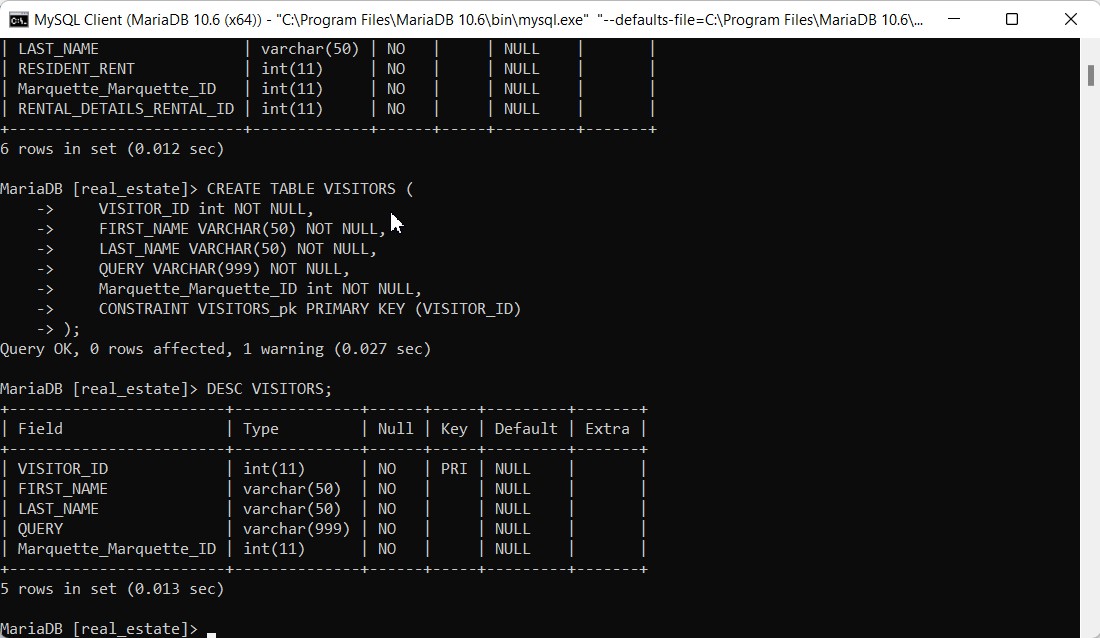 MySQL Client (MariaDB 10.6 (x64)) - "C:\Program Files\MariaDB 10.6\bin\mysql.exe"  "--defaults-file=C:\Program Files\MariaDB 10.6\...
| LAST_NAME                | varchar(50) | NO   |     | NULL    |       |
| RESIDENT_RENT            | int(11)     | NO   |     | NULL    |       |
| Marquette_Marquette_ID   | int(11)     | NO   |     | NULL    |       |
| RENTAL_DETAILS_RENTAL_ID | int(11)     | NO   |     | NULL    |       |
+--------------------------+-------------+------+-----+---------+-------+
6 rows in set (0.012 sec)
MariaDB [real_estate]> CREATE TABLE VISITORS (
    ->     VISITOR_ID int NOT NULL,
    ->     FIRST_NAME VARCHAR(50) NOT NULL,
    ->     LAST_NAME VARCHAR(50) NOT NULL,
    ->     QUERY VARCHAR(999) NOT NULL,
    ->     Marquette_Marquette_ID int NOT NULL,
    ->     CONSTRAINT VISITORS_pk PRIMARY KEY (VISITOR_ID)
    -> );
Query OK, 0 rows affected, 1 warning (0.027 sec)
MariaDB [real_estate]> DESC VISITORS;
+------------------------+--------------+------+-----+---------+-------+
| Field                  | Type         | Null | Key | Default | Extra |
+------------------------+--------------+------+-----+---------+-------+
| VISITOR_ID             | int(11)      | NO   | PRI | NULL    |       |
| FIRST_NAME             | varchar(50)  | NO   |     | NULL    |       |
| LAST_NAME              | varchar(50)  | NO   |     | NULL    |       |
| QUERY                  | varchar(999) | NO   |     | NULL    |       |
| Marquette_Marquette_ID | int(11)      | NO   |     | NULL    |       |
+------------------------+--------------+------+-----+---------+-------+
5 rows in set (0.013 sec)
MariaDB [real_estate]> _